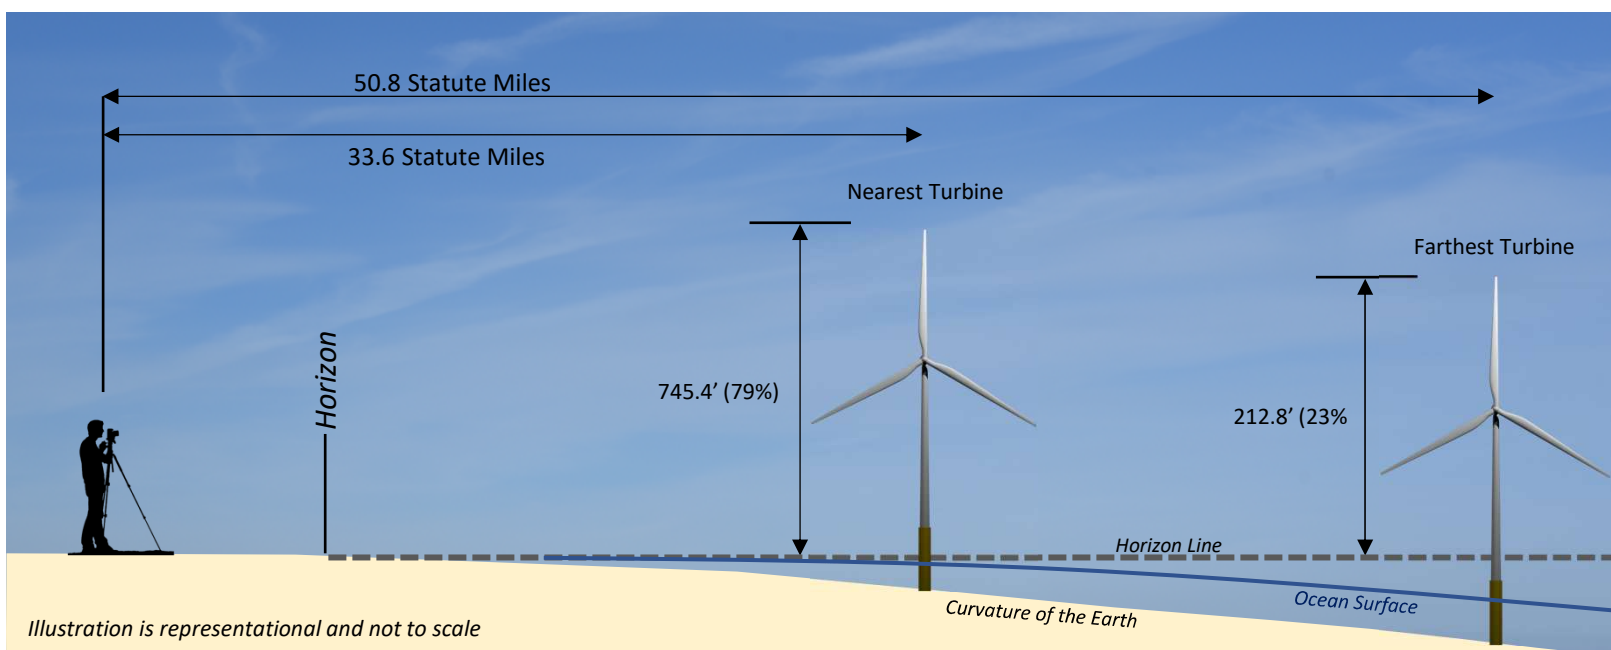 50.8 Statute Miles
33.6 Statute Miles
Nearest Turbine
Farthest Turbine
Horizon
745.4’ (79%)
212.8’ (23%
Horizon Line
Ocean Surface
Curvature of the Earth
Illustration is representational and not to scale